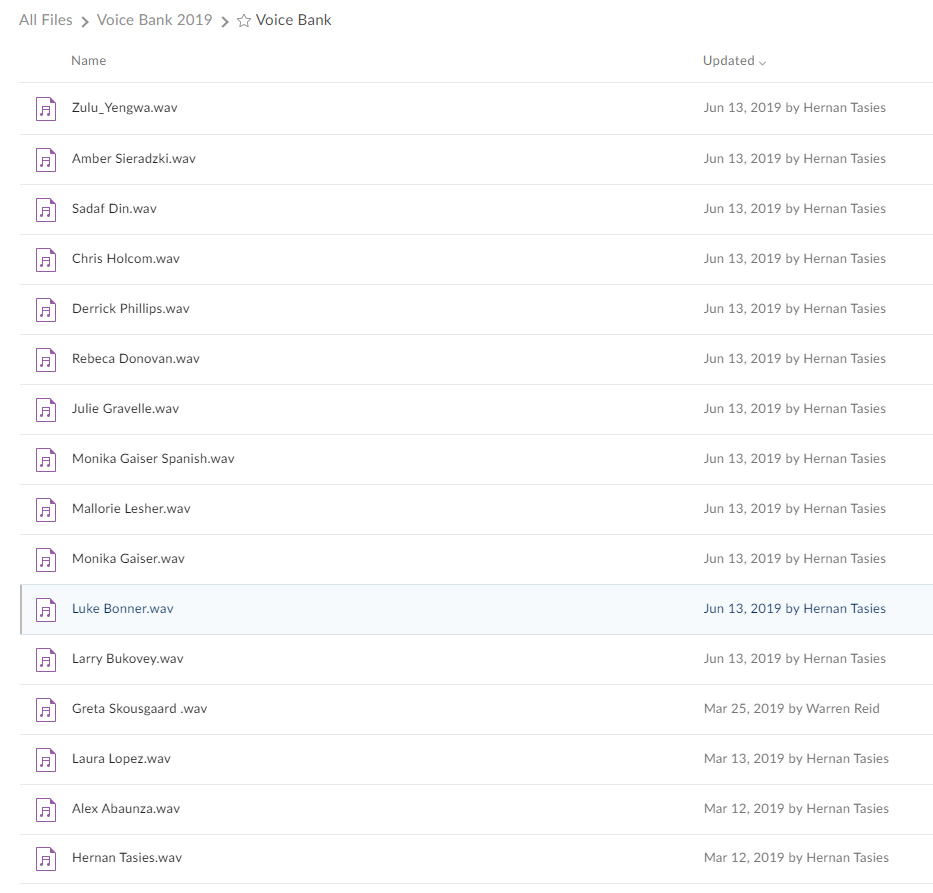 All Files > Voice Bank 2019 > Voice Bank
Name Updated
Zulu_Yengwa.wav Jun 13, 2019 by Hernan Tasies
Amber Sieradzki.wav Jun 13, 2019 by Hernan Tasies
Sadaf Din.wav Jun 13, 2019 by Hernan Tasies
Chris Holcom.wav Jun 13, 2019 by Hernan Tasies
Derrick Phillips.wav Jun 13, 2019 by Hernan Tasies
Rebeca Donovan.wav Jun 13, 2019 by Hernan Tasies
Julie Gravelle.wav Jun 13, 2019 by Hernan Tasies
Monika Gaiser Spanish.wav Jun 13, 2019 by Hernan Tasies
Mallorie Lesher.wav Jun 13, 2019 by Hernan Tasies
Monika Gaiser.wav Jun 13, 2019 by Hernan Tasies
Luke Bonner.wav Jun 13, 2019 by Hernan Tasies
Larry Bukovey.wav Jun 13, 2019 by Hernan Tasies
Greta Skousgaard .wav Mar 25, 2019 by Warren Reid
Laura Lopez.wav Mar 13, 2019 by Hernan Tasies
Alex Abaunza.wav Mar 12, 2019 by Hernan Tasies
Hernan Tasies.wav Mar 12, 2019 by Hernan Tasies